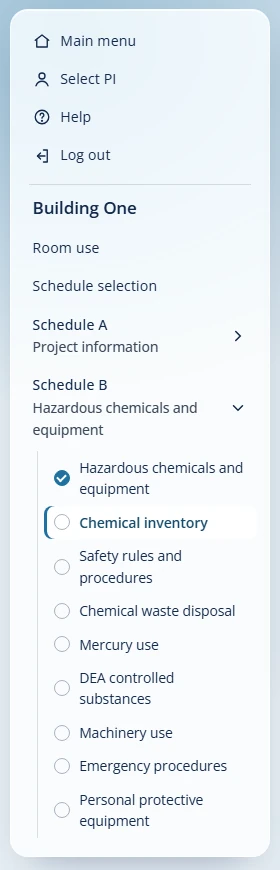 Main menu
Select PI
Help
Log out
Building One
Room use
Schedule selection
Schedule A
Project information
Schedule B
Hazardous chemicals and
equipment
Hazardous chemicals and
equipment
Chemical inventory
Safety rules and
procedures
Chemical waste disposal
Mercury use
DEA controlled
substances
Machinery use
Emergency procedures
Personal protective
equipment